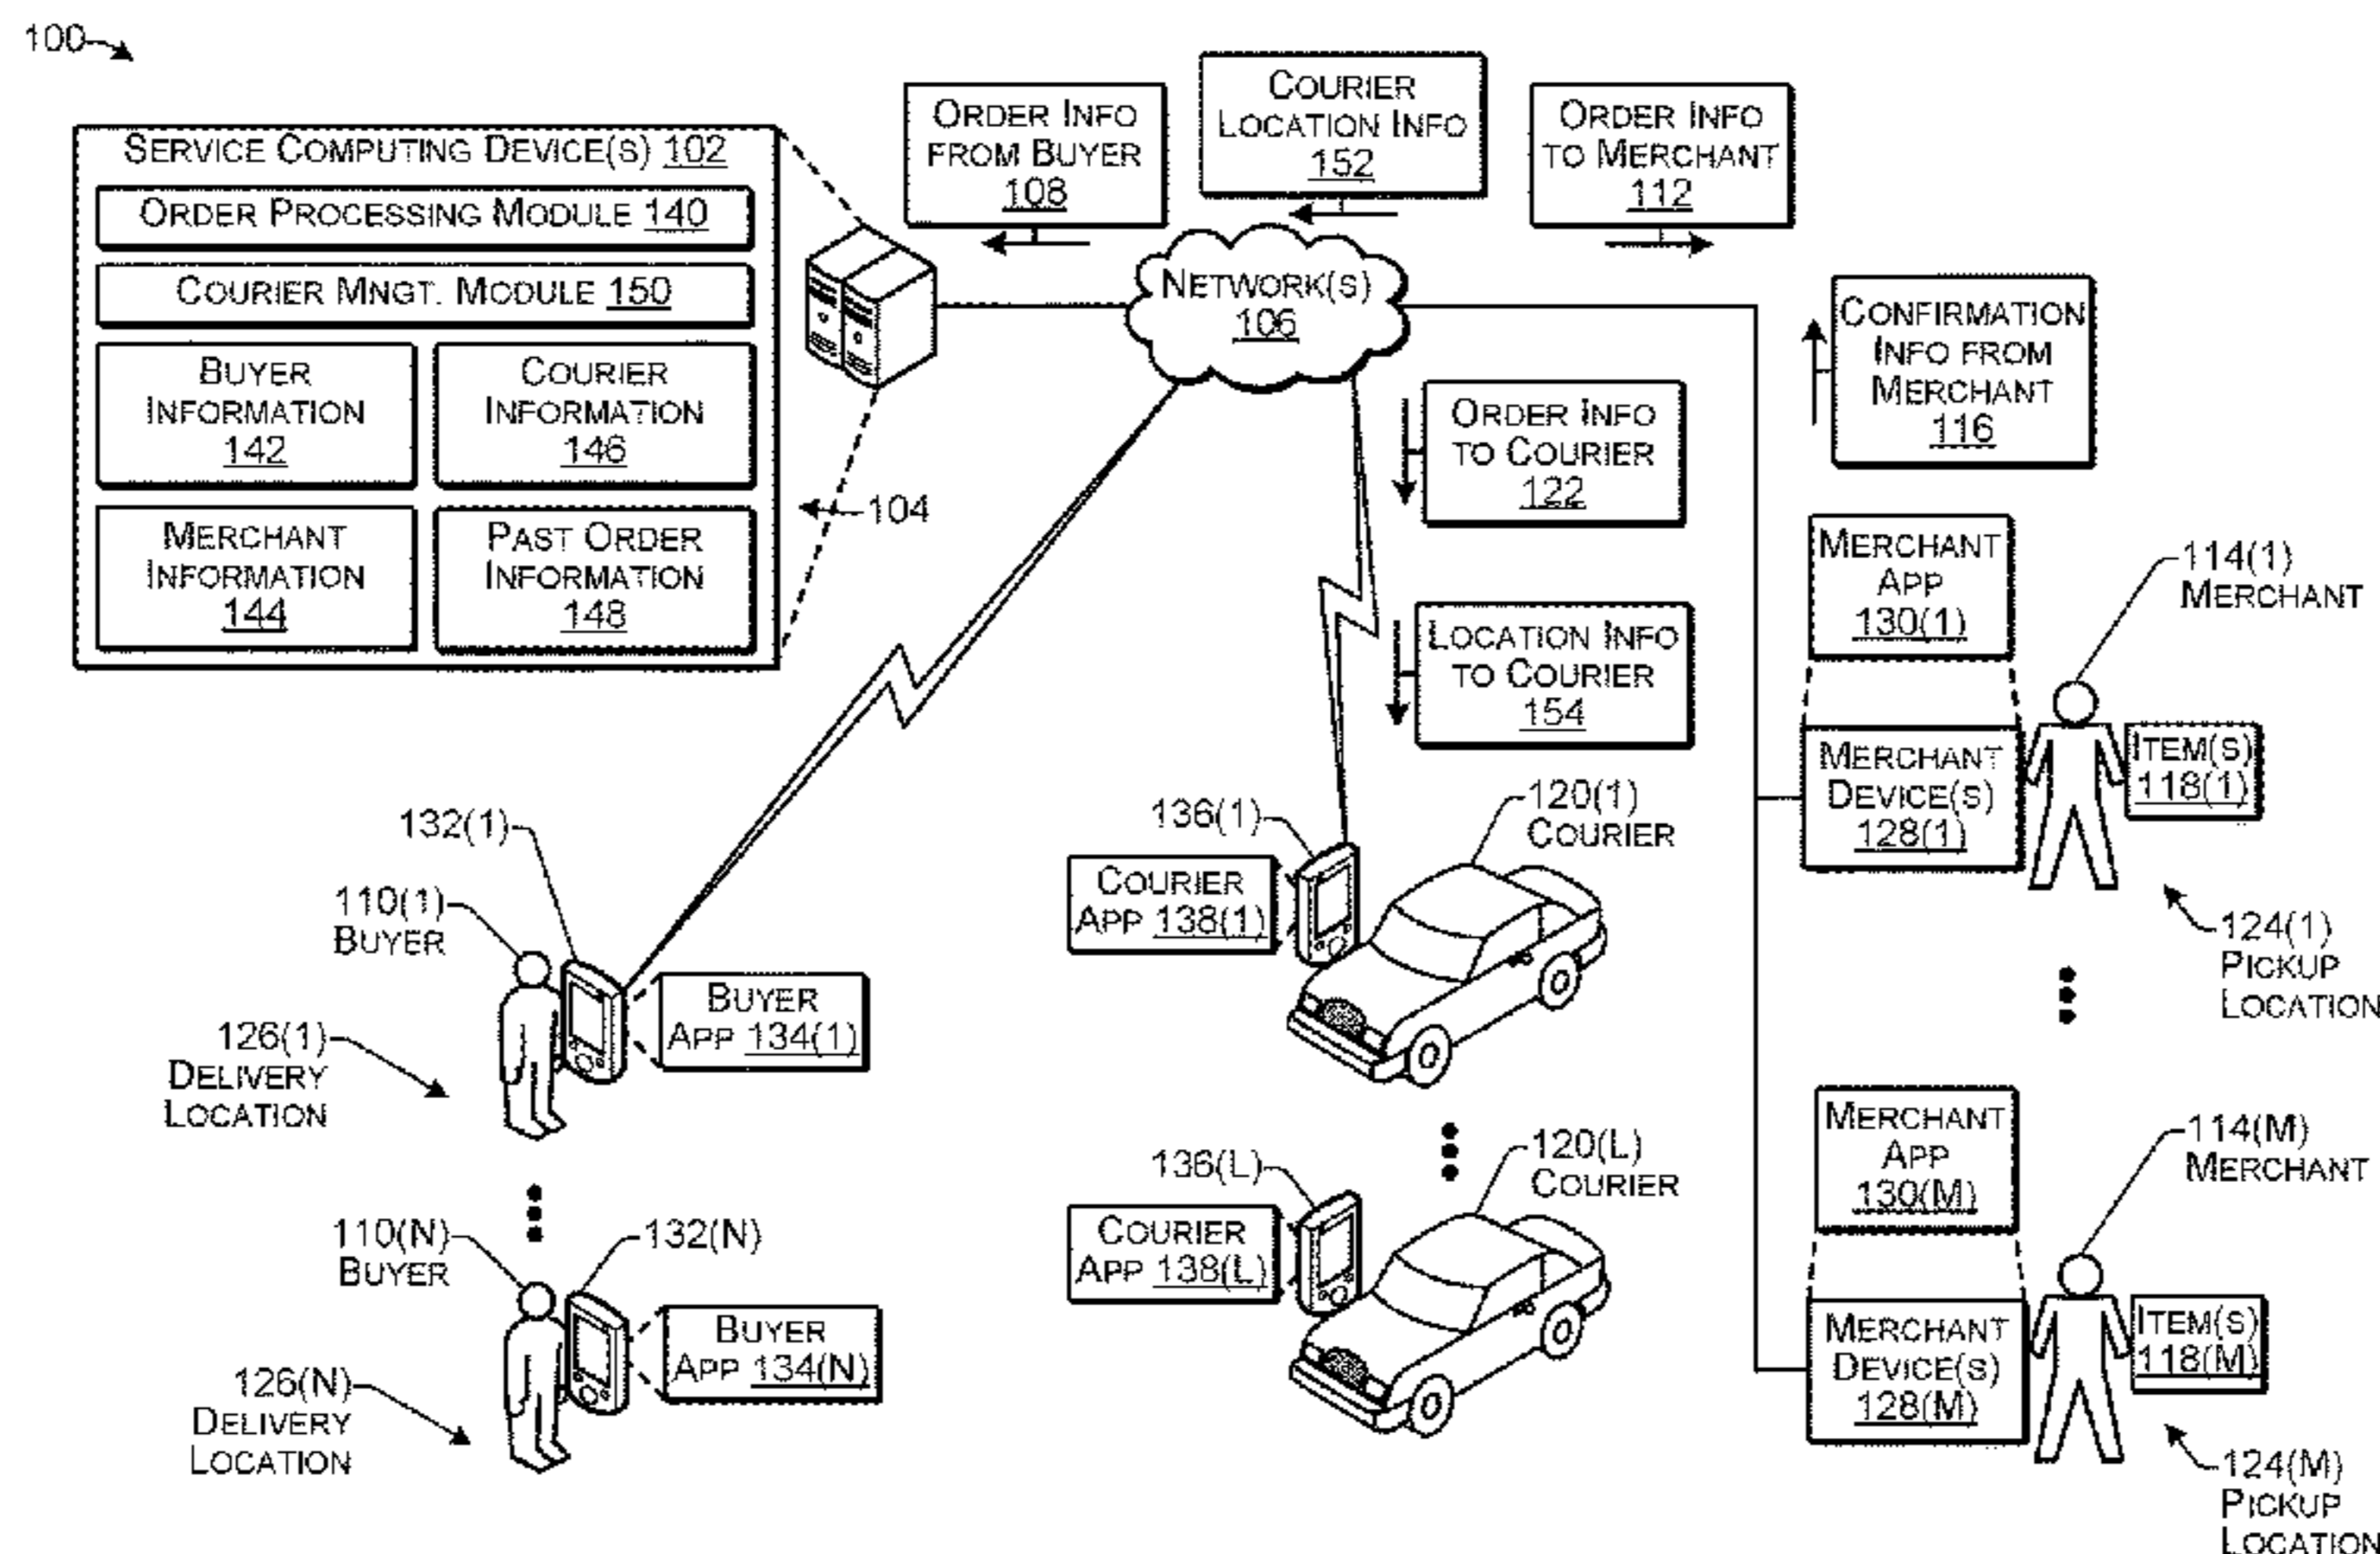 100
SERVICE COMPUTING DEVICE(S) 102
ORDER PROCESSING MODULE 140
COURIER MNGT. MODULE 150
BUYER
INFORMATION
142
COURIER
INFORMATION
146
MERCHANT
INFORMATION
144
PAST ORDER
INFORMATION
148
104
ORDER INFO
FROM BUYER
108
COURIER
LOCATION INFO
152
ORDER INFO
TO MERCHANT
112
NETWORK(S)
106
CONFIRMATION
INFO FROM
MERCHANT
116
ORDER INFO
TO COURIER
122
LOCATION INFO
TO COURIER
154
MERCHANT
APP
130(1)
114(1)
MERCHANT
MERCHANT
DEVICE(S)
128(1)
ITEM(S)
118(1)
124(1)
PICKUP
LOCATION
132(1)
110(1)
BUYER
BUYER
APP 134(1)
126(1)
DELIVERY
LOCATION
136(1)
120(1)
COURIER
COURIER
APP 138(1)
110(N)
BUYER
132(N)
BUYER
APP 134(N)
126(N)
DELIVERY
LOCATION
136(L)
120(L)
COURIER
COURIER
APP 138(L)
MERCHANT
APP
130(M)
114(M)
MERCHANT
MERCHANT
DEVICE(S)
128(M)
ITEM(S)
118(M)
124(M)
PICKUP
LOCATION